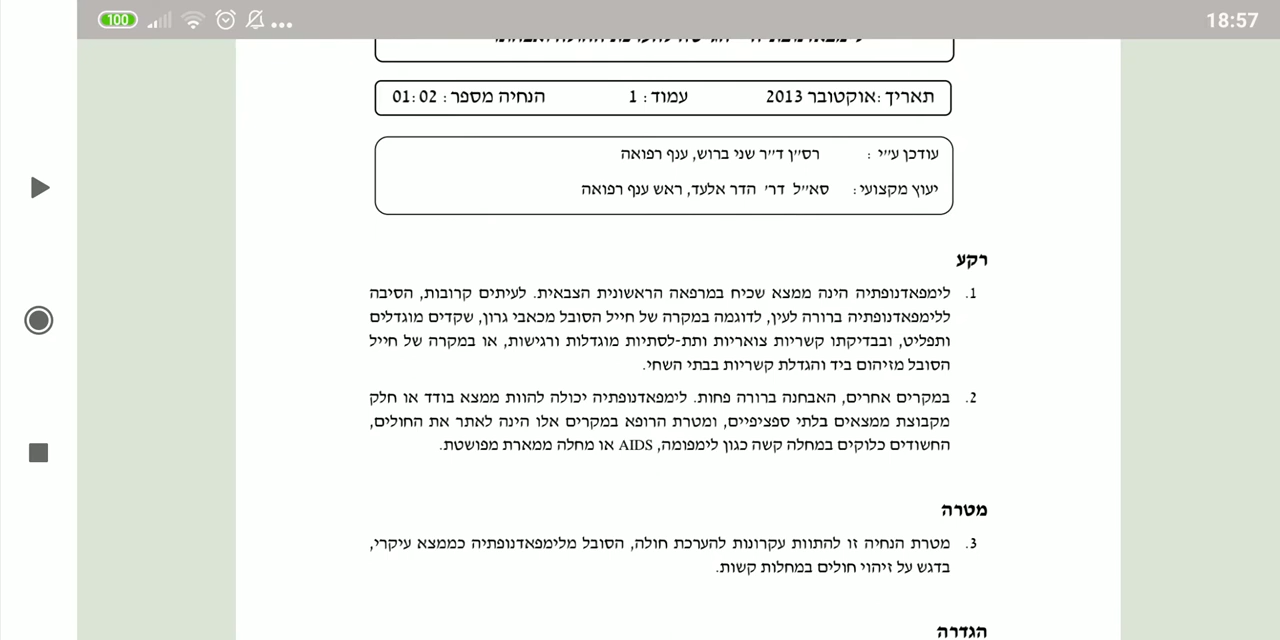 100
18:57
תאריך :אוקטובר 2013 עמוד : 1 הנחיה מספר : 01:02
עודכן ע״י : רס״ן ד״ר שני ברוש, ענף רפואה
יעוץ מקצועי : סא״ל דר׳ הדר אלעד, ראש ענף רפואה
רקע
1. לימפאדנופתיה הינה ממצא שכיח במרפאה הראשונית הצבאית. לעיתים קרובות, הסיבה
ללימפאדנופתיה ברורה לעין, לדוגמה במקרה של חייל הסובל מכאבי גרון, שקדים מוגדלים
ותפליט, ובבדיקתו קשריות צואריות ותת-לסתיות מוגדלות ורגישות, או במקרה של חייל
הסובל מזיהום ביד והגדלת קשריות בבתי השחי.
2. במקרים אחרים, האבחנה ברורה פחות. לימפאדנופתיה יכולה להוות ממצא בודד או חלק
מקבוצת ממצאים בלתי ספציפיים, ומטרת הרופא במקרים אלו הינה לאתר את החולים,
החשודים כלוקים במחלה קשה כגון לימפומה, AIDS או מחלה ממארת מפושטת.
מטרה
3. מטרת הנחיה זו להתוות עקרונות להערכת חולה, הסובל מלימפאדנופתיה כממצא עיקרי,
בדגש על זיהוי חולים במחלות קשות.
הגדרה